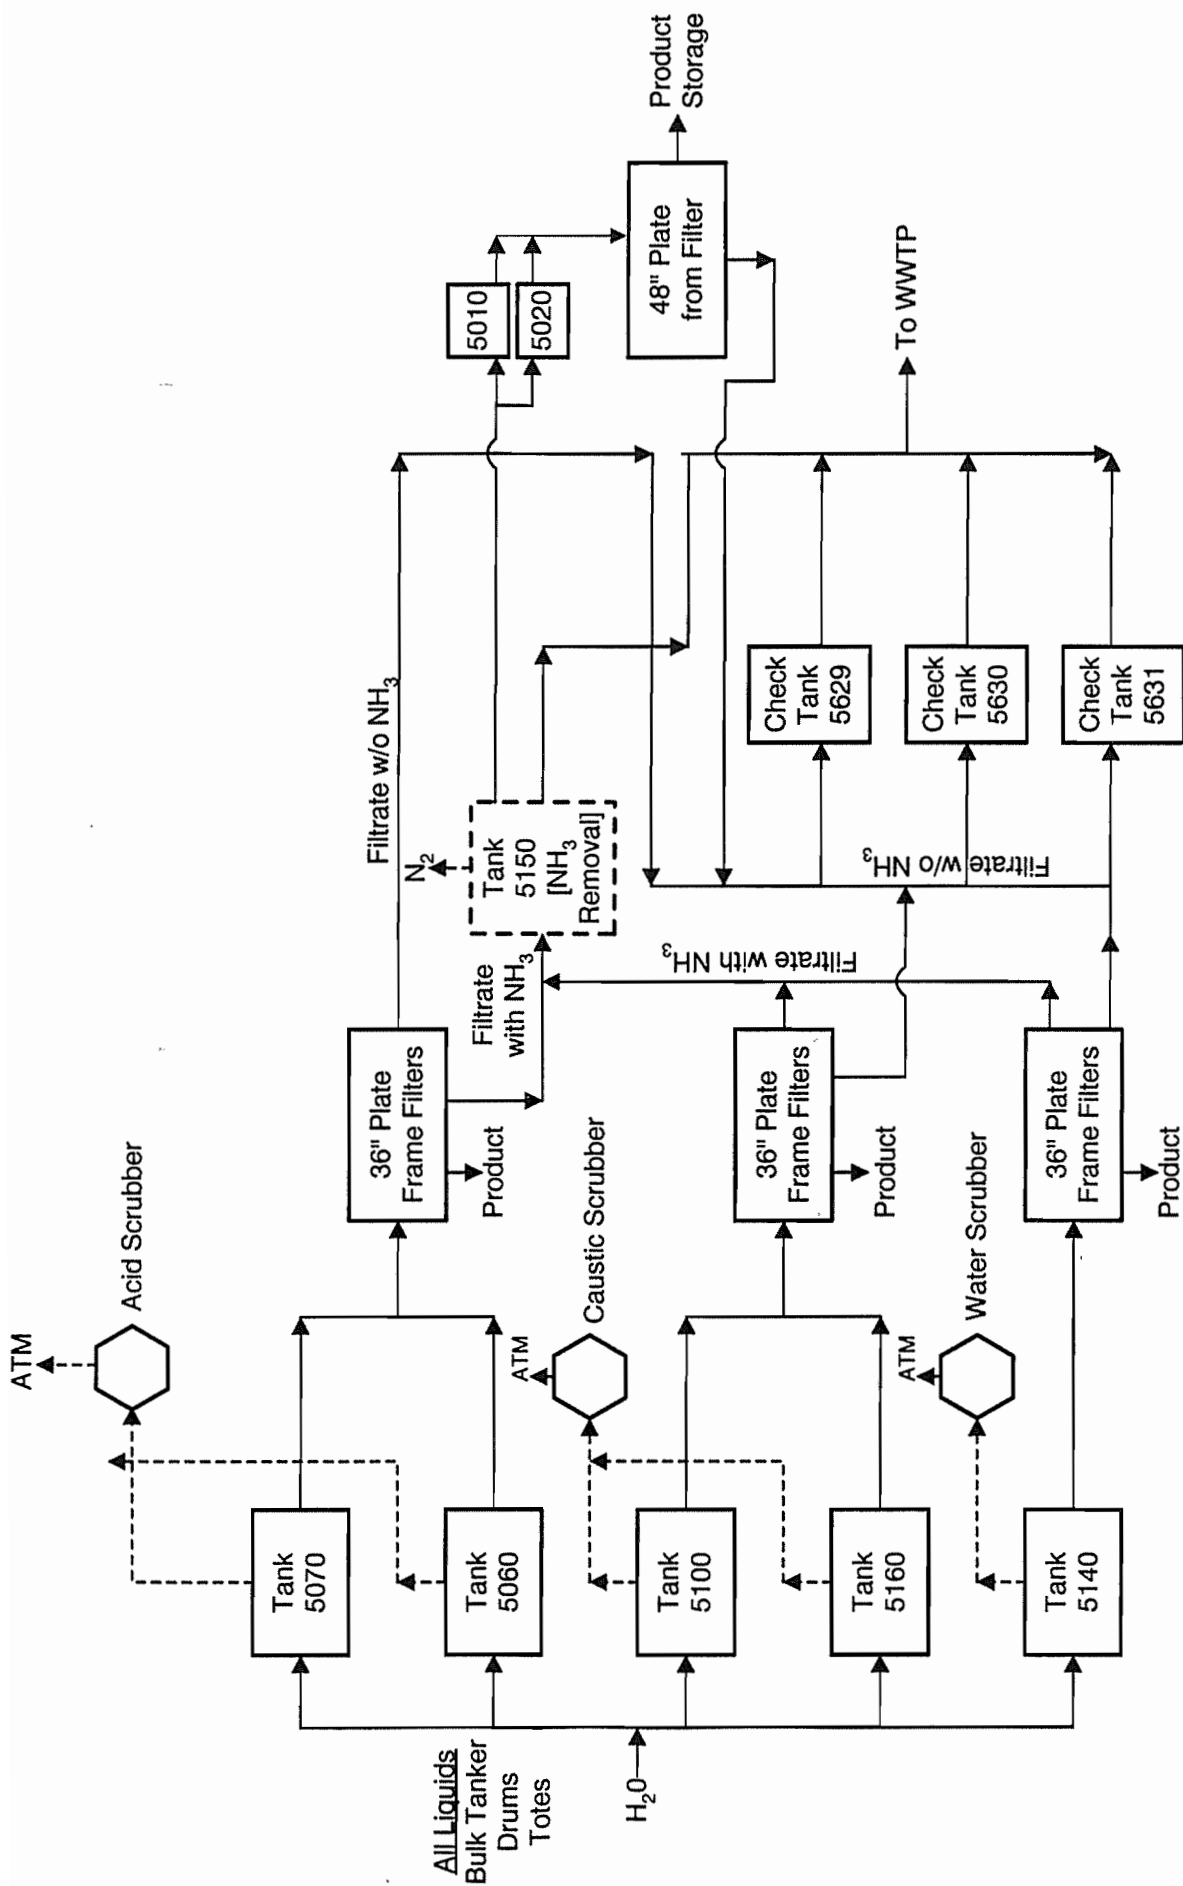 All Liquids
Bulk Tanker
Drums
Totes
H20
Tank
5070
Tank
5060
Tank
5100
Tank
5160
Tank
5140
ATM
Acid Scrubber
ATM
Caustic Scrubber
ATM
Water Scrubber
36" Plate
Frame Filters
Product
36" Plate
Frame Filters
Product
36" Plate
Frame Filters
Product
Filtrate
with NH3
Filtrate with NH3
Filtrate w/o NH3
N2
Tank
5150
[NH3
Removal]
Filtrate w/o NH3
Check
Tank
5629
Check
Tank
5630
Check
Tank
5631
5010
5020
48" Plate
from Filter
Product
Storage
To WWTP